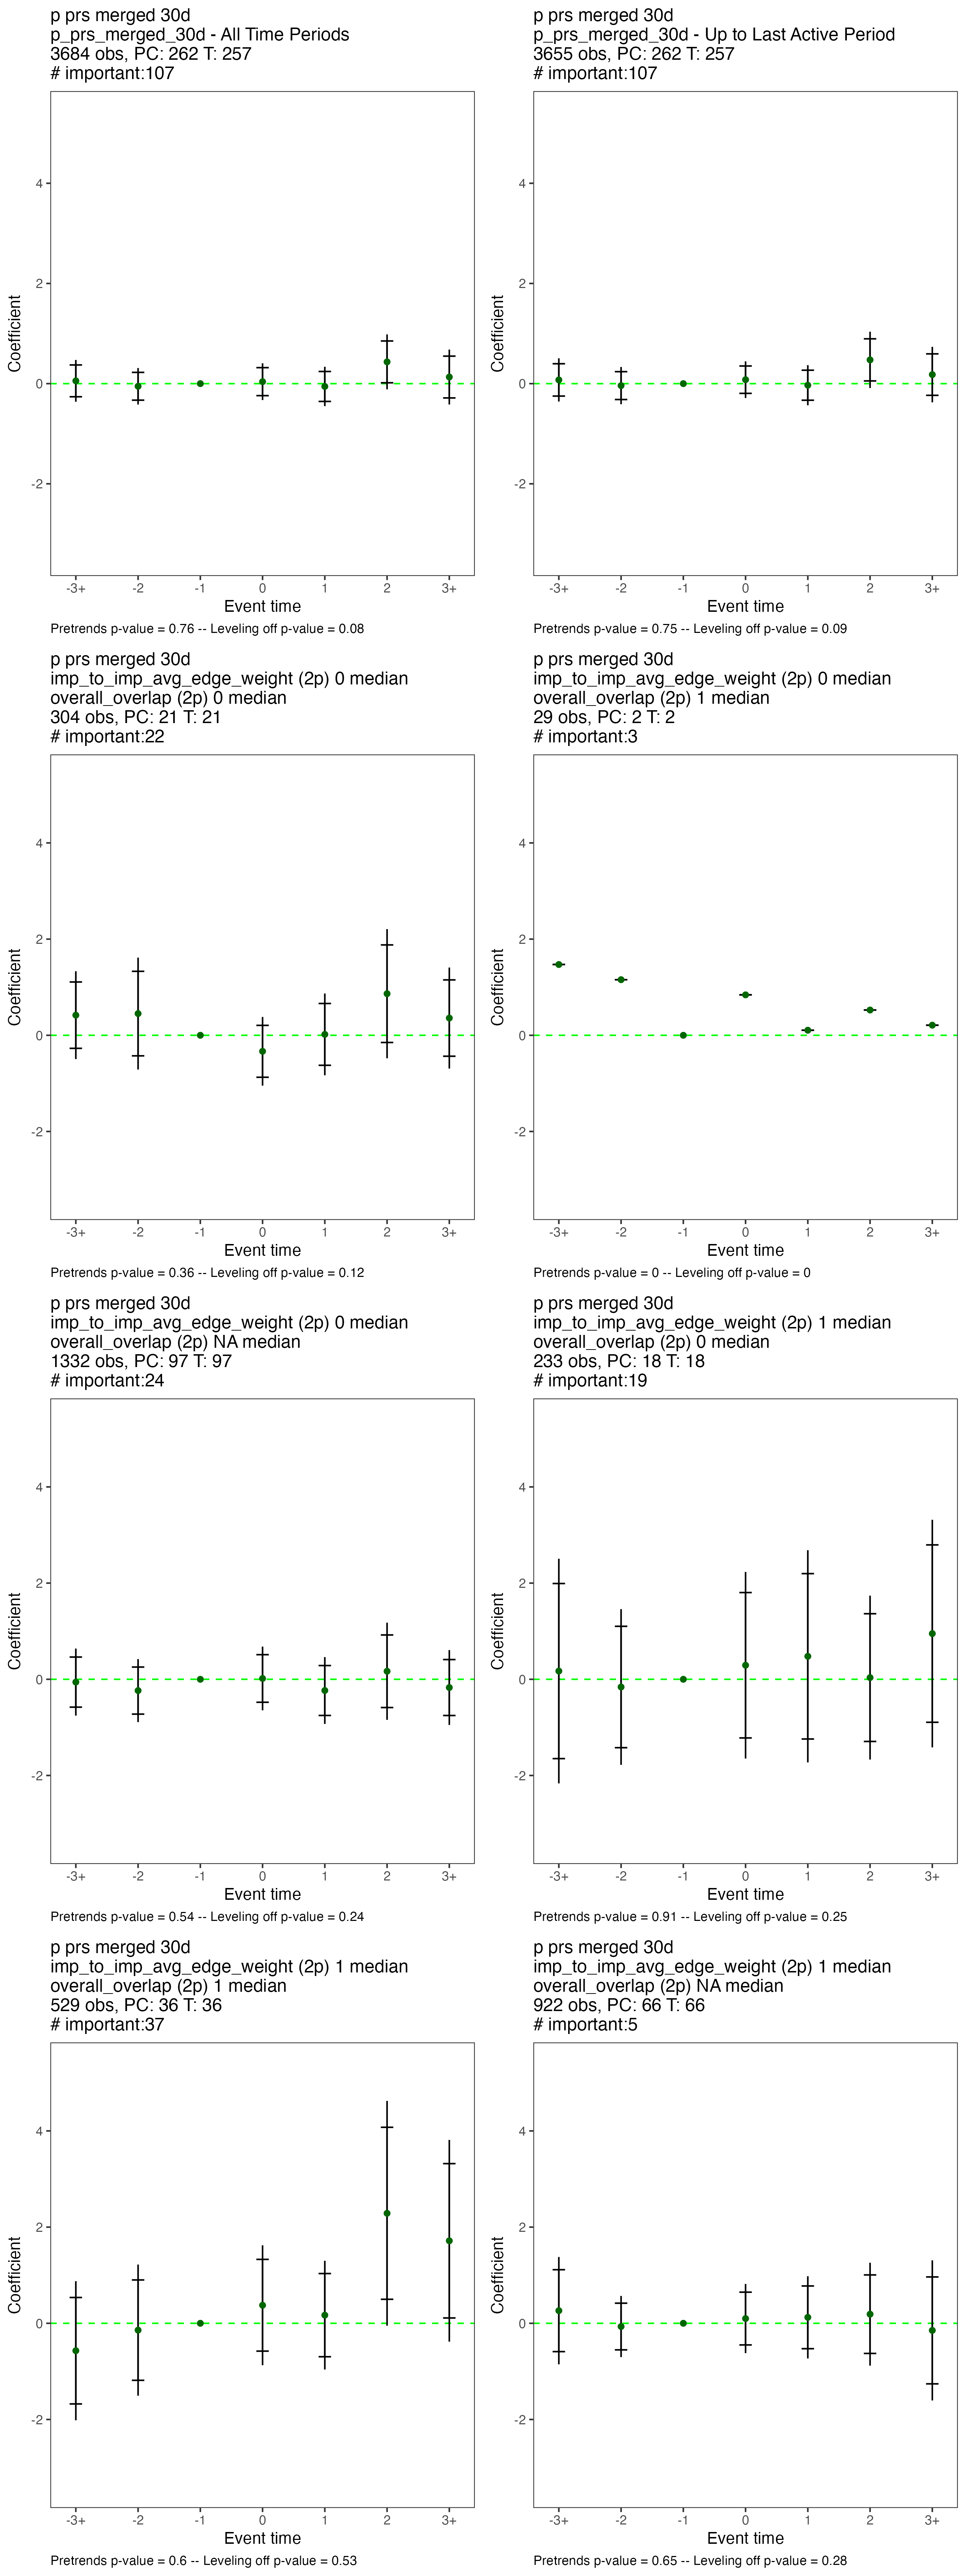 p prs merged 30d
p_prs_merged_30d - All Time Periods
3684 obs, PC: 262 T: 257
# important:107
Coefficient
4
2
0
-2
-3+ -2 -1 0 1 2 3+
Event time
Pretrends p-value = 0.76 -- Leveling off p-value = 0.08
p prs merged 30d
p_prs_merged_30d - Up to Last Active Period
3655 obs, PC: 262 T: 257
# important:107
Coefficient
4
2
0
-2
-3+ -2 -1 0 1 2 3+
Event time
Pretrends p-value = 0.75 -- Leveling off p-value = 0.09
p prs merged 30d
imp_to_imp_avg_edge_weight (2p) 0 median
overall_overlap (2p) 0 median
304 obs, PC: 21 T: 21
# important:22
Coefficient
4
2
0
-2
-3+ -2 -1 0 1 2 3+
Event time
Pretrends p-value = 0.36 -- Leveling off p-value = 0.12
p prs merged 30d
imp_to_imp_avg_edge_weight (2p) 0 median
overall_overlap (2p) 1 median
29 obs, PC: 2 T: 2
# important:3
Coefficient
4
2
0
-2
-3+ -2 -1 0 1 2 3+
Event time
Pretrends p-value = 0 -- Leveling off p-value = 0
p prs merged 30d
imp_to_imp_avg_edge_weight (2p) 0 median
overall_overlap (2p) NA median
1332 obs, PC: 97 T: 97
# important:24
Coefficient
4
2
0
-2
-3+ -2 -1 0 1 2 3+
Event time
Pretrends p-value = 0.54 -- Leveling off p-value = 0.24
p prs merged 30d
imp_to_imp_avg_edge_weight (2p) 1 median
overall_overlap (2p) 0 median
233 obs, PC: 18 T: 18
# important:19
Coefficient
4
2
0
-2
-3+ -2 -1 0 1 2 3+
Event time
Pretrends p-value = 0.91 -- Leveling off p-value = 0.25
p prs merged 30d
imp_to_imp_avg_edge_weight (2p) 1 median
overall_overlap (2p) 1 median
529 obs, PC: 36 T: 36
# important:37
Coefficient
4
2
0
-2
-3+ -2 -1 0 1 2 3+
Event time
Pretrends p-value = 0.6 -- Leveling off p-value = 0.53
p prs merged 30d
imp_to_imp_avg_edge_weight (2p) 1 median
overall_overlap (2p) NA median
922 obs, PC: 66 T: 66
# important:5
Coefficient
4
2
0
-2
-3+ -2 -1 0 1 2 3+
Event time
Pretrends p-value = 0.65 -- Leveling off p-value = 0.28